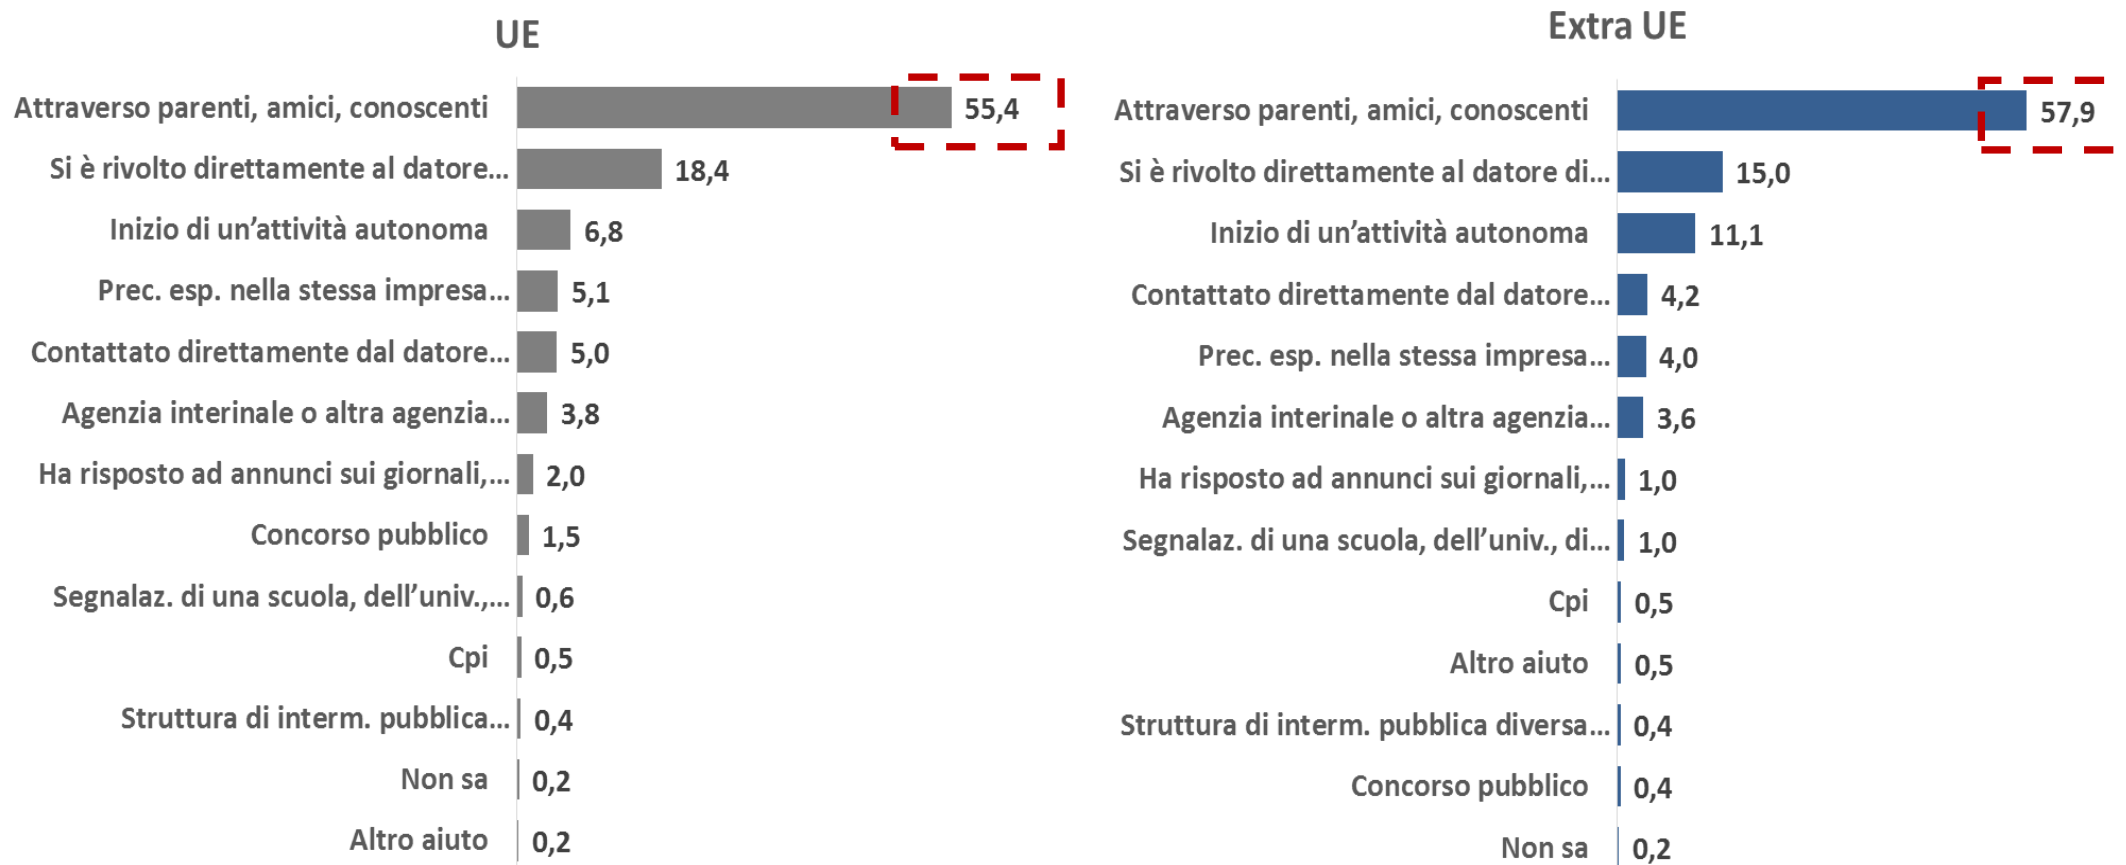 UE
Attraverso parenti, amici, conoscenti 55,4
Si è rivolto direttamente al datore... 18,4
Inizio di un’attività autonoma 6,8
Prec. esp. nella stessa impresa... 5,1
Contattato direttamente dal datore... 5,0
Agenzia interinale o altra agenzia... 3,8
Ha risposto ad annunci sui giornali,... 2,0
Concorso pubblico 1,5
Segnalaz. di una scuola, dell’univ.,... 0,6
Cpi 0,5
Struttura di interm. pubblica... 0,4
Non sa 0,2
Altro aiuto 0,2
Extra UE
Attraverso parenti, amici, conoscenti 57,9
Si è rivolto direttamente al datore di... 15,0
Inizio di un’attività autonoma 11,1
Contattato direttamente dal datore... 4,2
Prec. esp. nella stessa impresa... 4,0
Agenzia interinale o altra agenzia... 3,6
Ha risposto ad annunci sui giornali,... 1,0
Segnalaz. di una scuola, dell’univ., di... 1,0
Cpi 0,5
Altro aiuto 0,5
Struttura di interm. pubblica diversa... 0,4
Concorso pubblico 0,4
Non sa 0,2